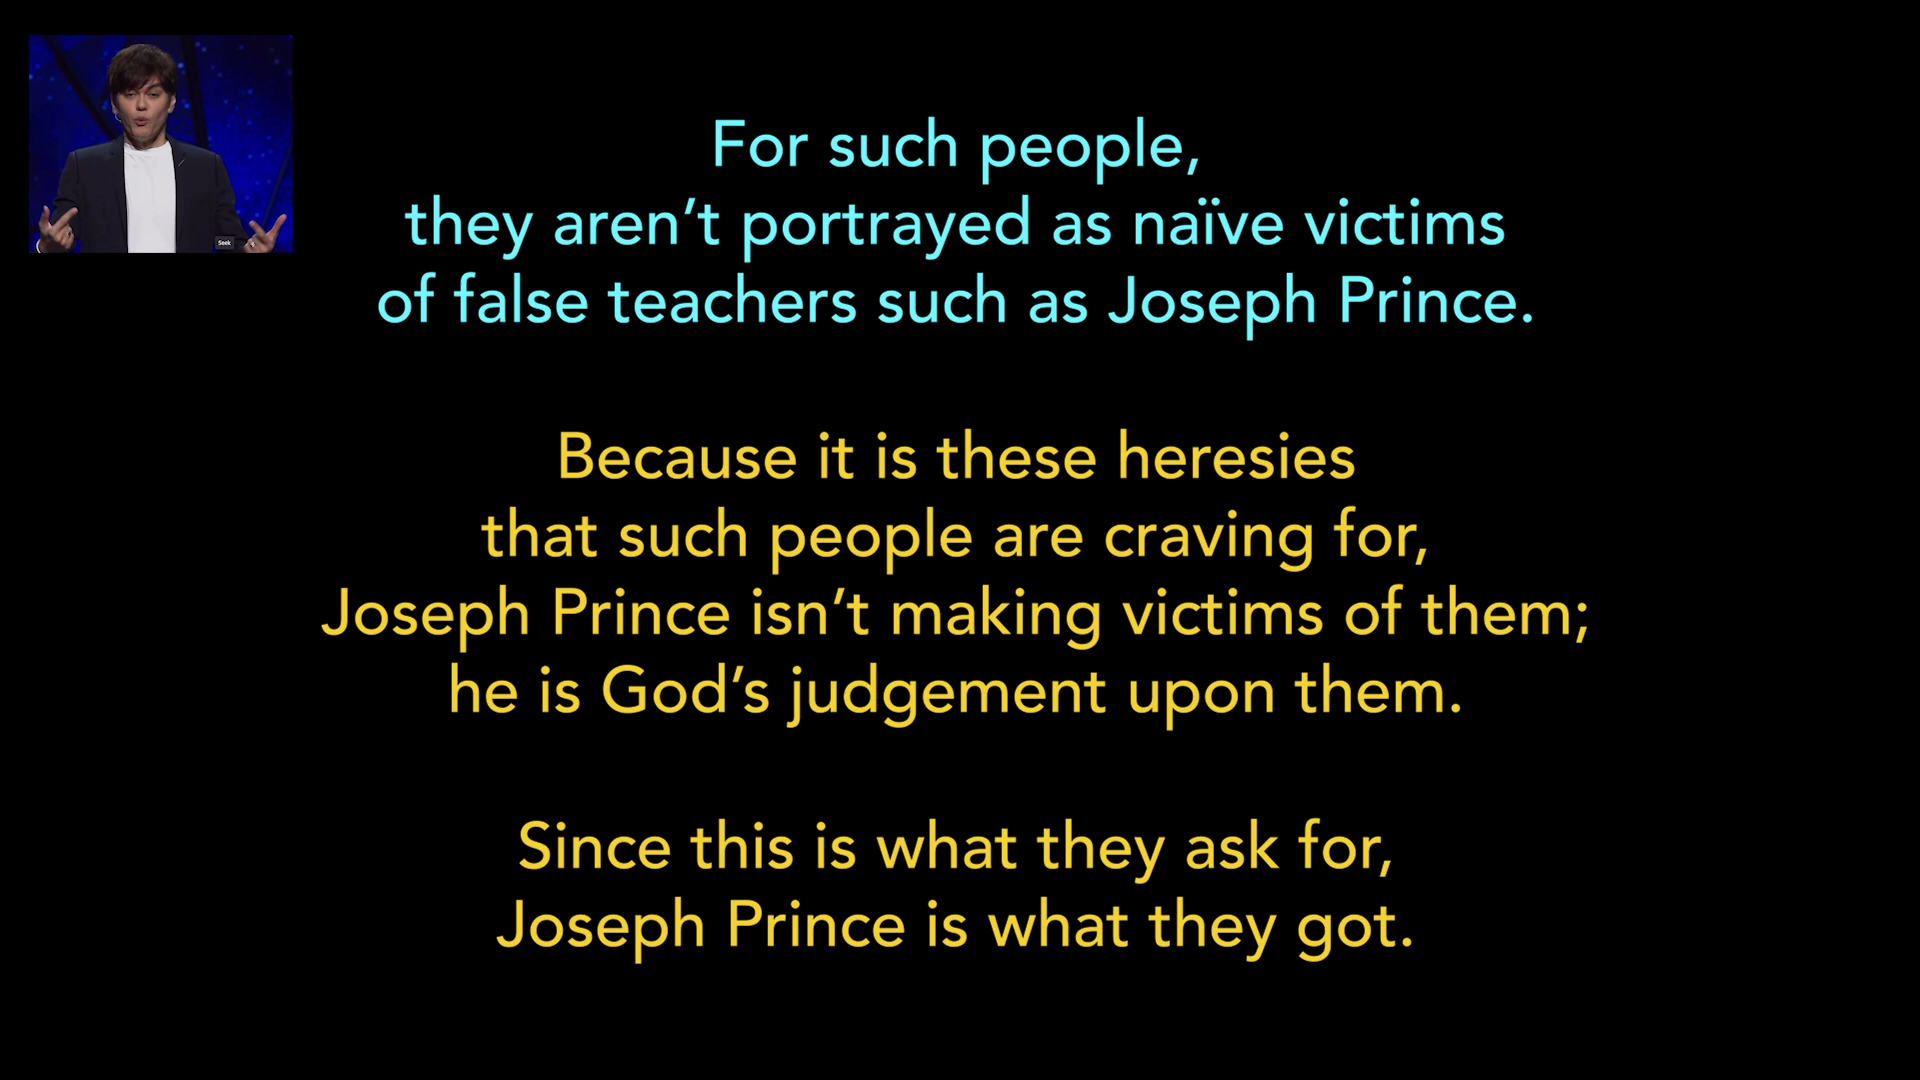 Seek
For such people,
they aren’t portrayed as naïve victims
of false teachers such as Joseph Prince.
Because it is these heresies
that such people are craving for,
Joseph Prince isn’t making victims of them;
he is God’s judgement upon them.
Since this is what they ask for,
Joseph Prince is what they got.